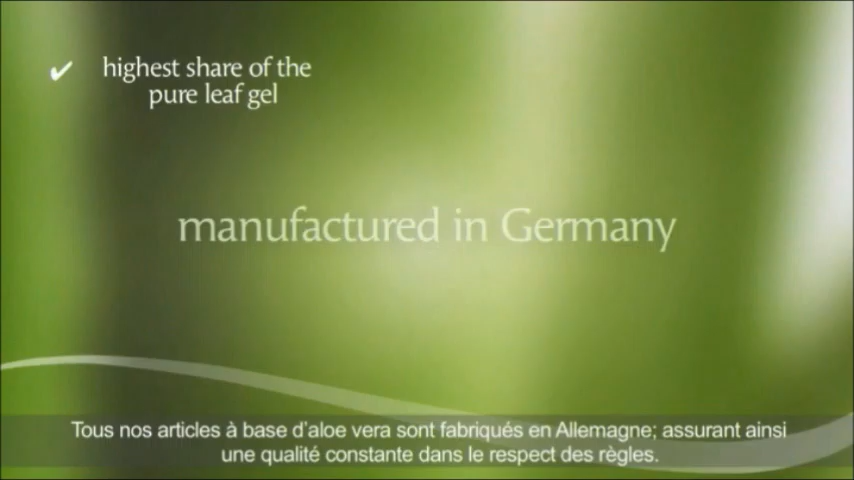 highest share of the
pure leaf gel
manufactured in Germany
Tous nos articles à base d'aloe vera sont fabriqués en Allemagne; assurant ainsi
une qualité constante dans le respect des règles.